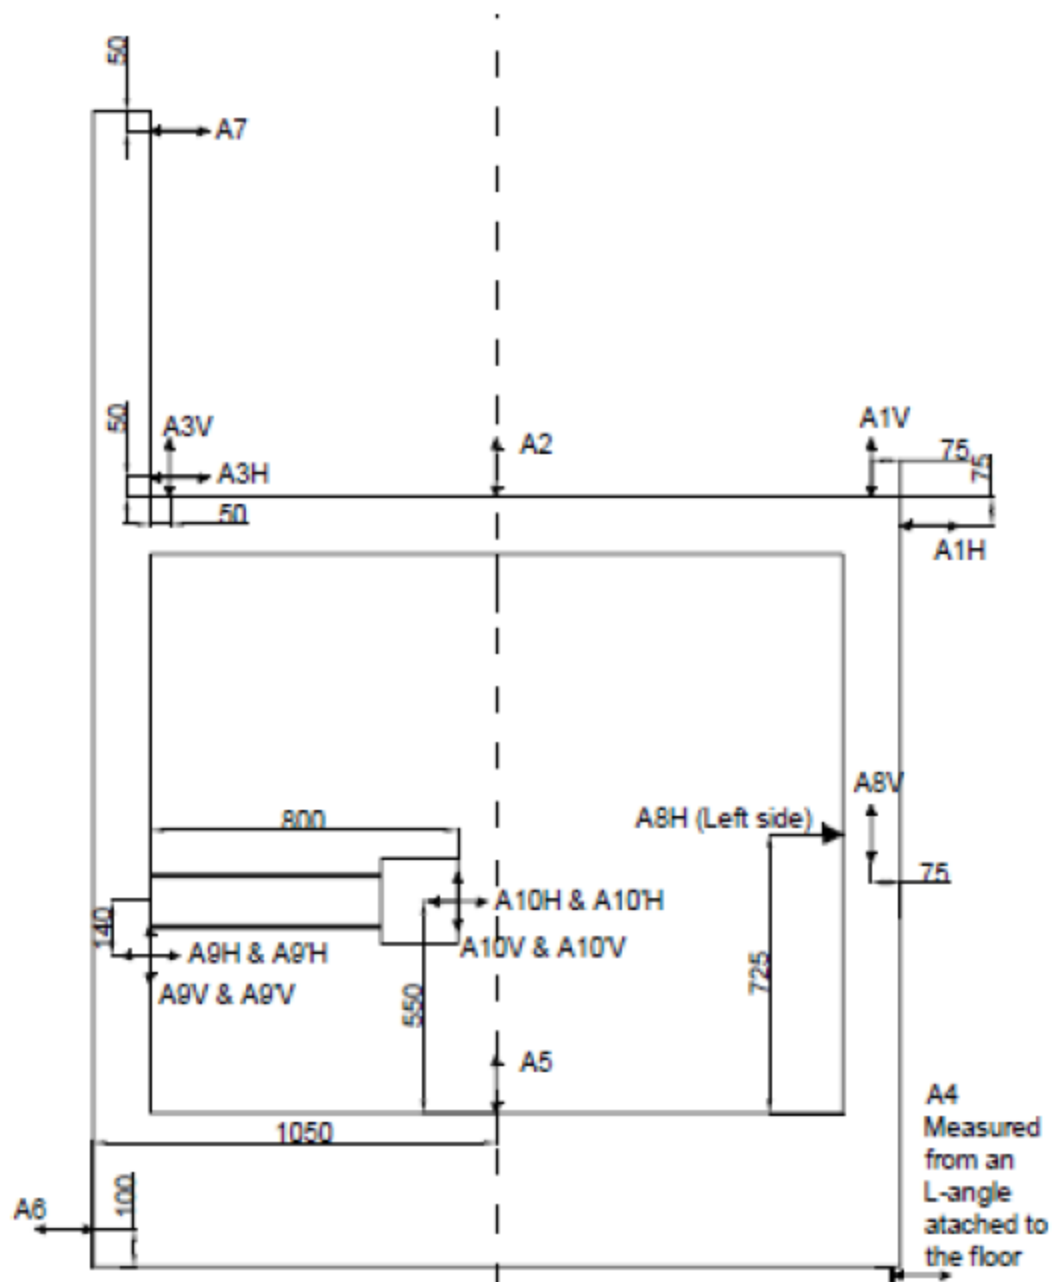 50
A7
50
A3V
A3H
50
A2
A1V
75
75
A1H
A8V
800
A8H (Left side)
75
140
A10H & A10'H
A9H & A9'H
A10V & A10'V
A9V & A9'V
550
725
A5
1050
100
A6
A4
Measured
from an
L-angle
atached to
the floor